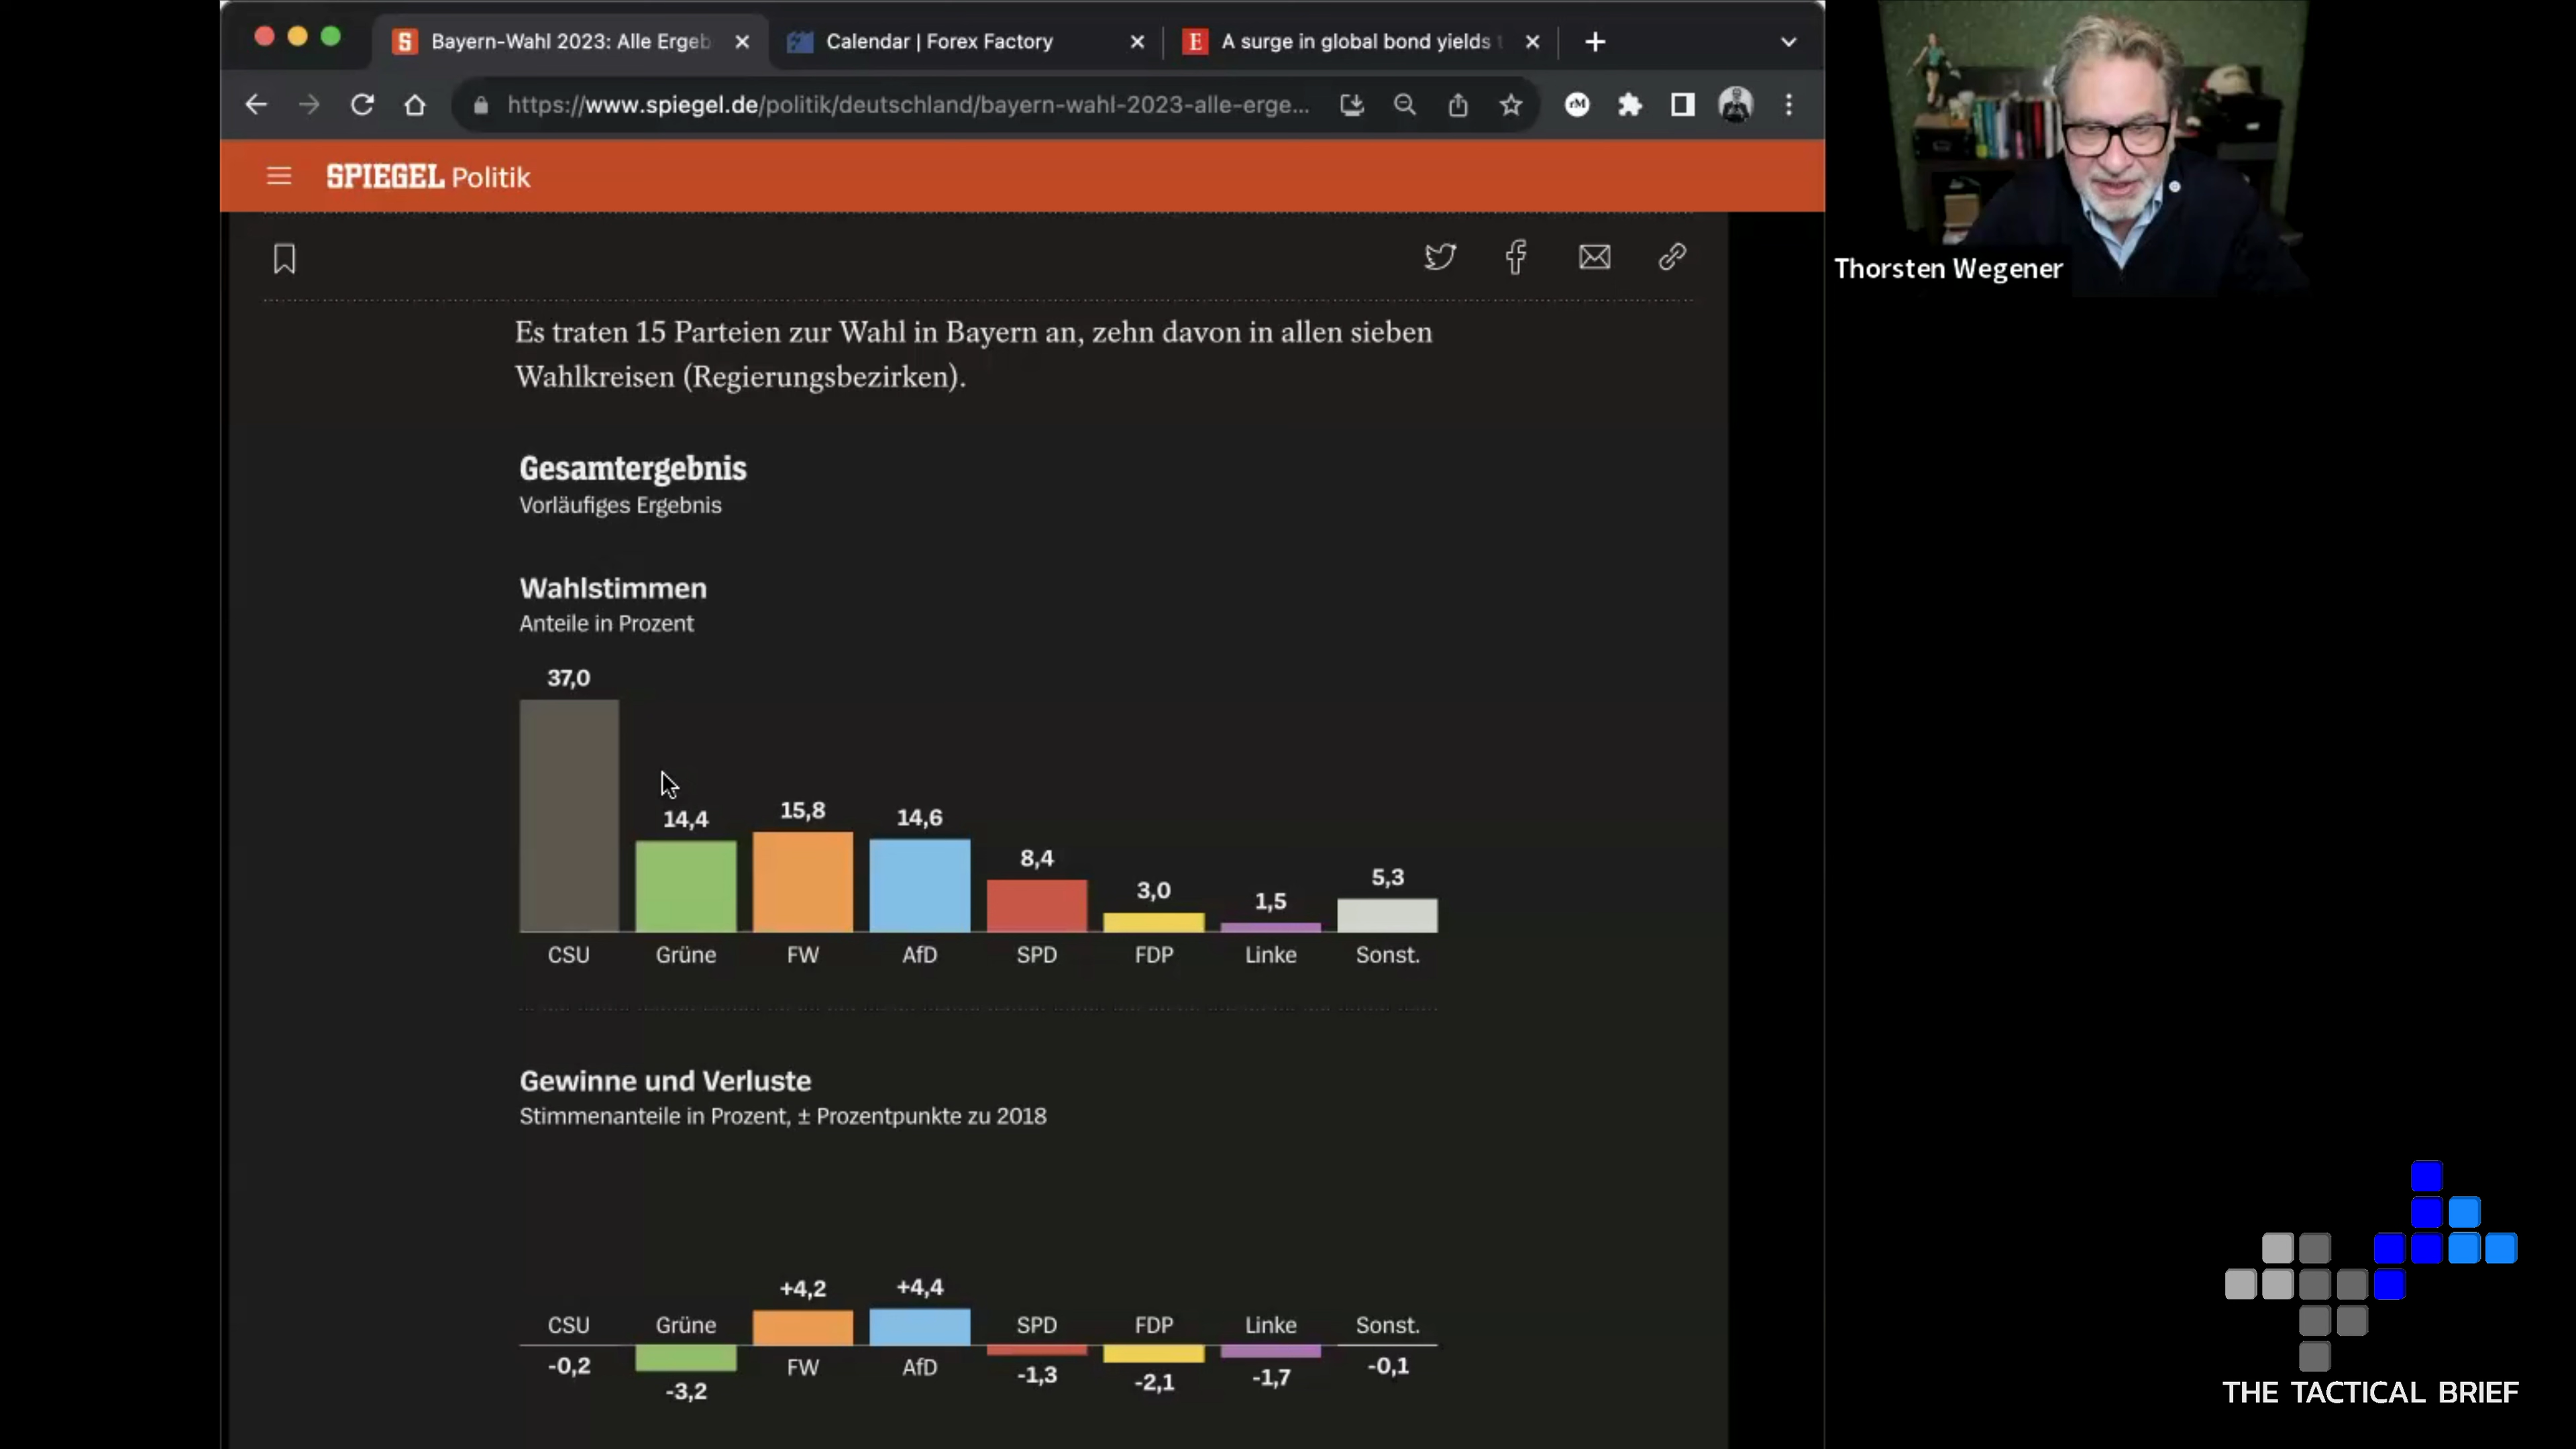 Bayern-Wahl 2023: Alle Ergeb
Calendar | Forex Factory
A surge in global bond yields t
https://www.spiegel.de/politik/deutschland/bayern-wahl-2023-alle-erge...
rM
SPIEGEL Politik
Thorsten Wegener
Es traten 15 Parteien zur Wahl in Bayern an, zehn davon in allen sieben
Wahlkreisen (Regierungsbezirken).
Gesamtergebnis
Vorläufiges Ergebnis
Wahlstimmen
Anteile in Prozent
37,0
14,4
15,8
14,6
8,4
3,0
1,5
5,3
CSU
Grüne
FW
AfD
SPD
FDP
Linke
Sonst.
Gewinne und Verluste
Stimmenanteile in Prozent, ± Prozentpunkte zu 2018
+4,2
+4,4
CSU
Grüne
SPD
FDP
Linke
Sonst.
-0,2
-3,2
FW
AfD
-1,3
-2,1
-1,7
-0,1
THE TACTICAL BRIEF